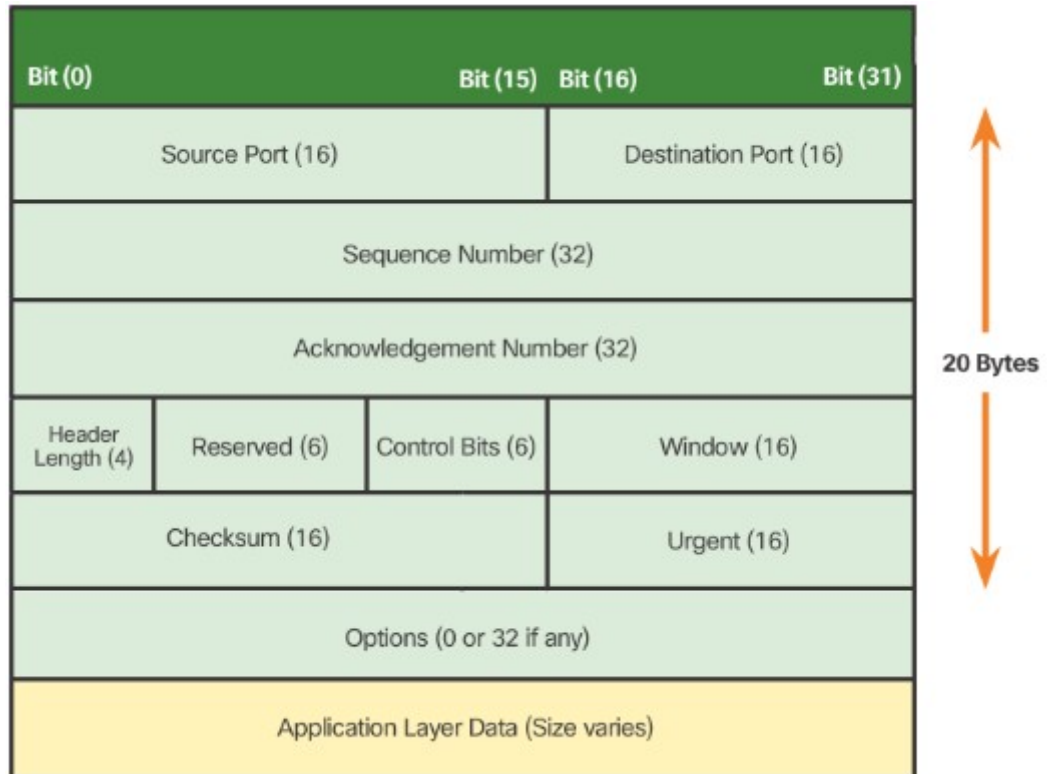 Bit (0) Bit (15) Bit (16) Bit (31)
Source Port (16) Destination Port (16)
Sequence Number (32)
Acknowledgement Number (32)
20 Bytes
Header
Length (4) Reserved (6) Control Bits (6) Window (16)
Checksum (16) Urgent (16)
Options (0 or 32 if any)
Application Layer Data (Size varies)